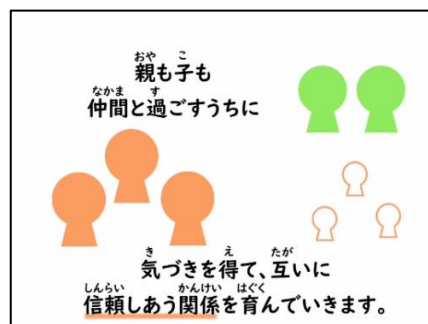 親も子も
仲間と過ごすうちに
気づきを得て、互いに
信頼しあう関係を育んでいきます。